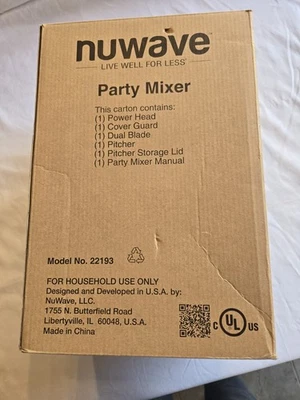 nuwave
LIVE WELL FOR LESS
Party Mixer
This carton contains:
(1) Power Head
(1) Cover Guard
(1) Dual Blade
(1) Pitcher
(1) Pitcher Storage Lid
(1) Party Mixer Manual
Model No. 22193
FOR HOUSEHOLD USE ONLY
Designed and Developed in U.S.A. by:
NuWave, LLC.
1755 N. Butterfield Road
Libertyville, IL 60048, U.S.A.
Made in China
C UL US